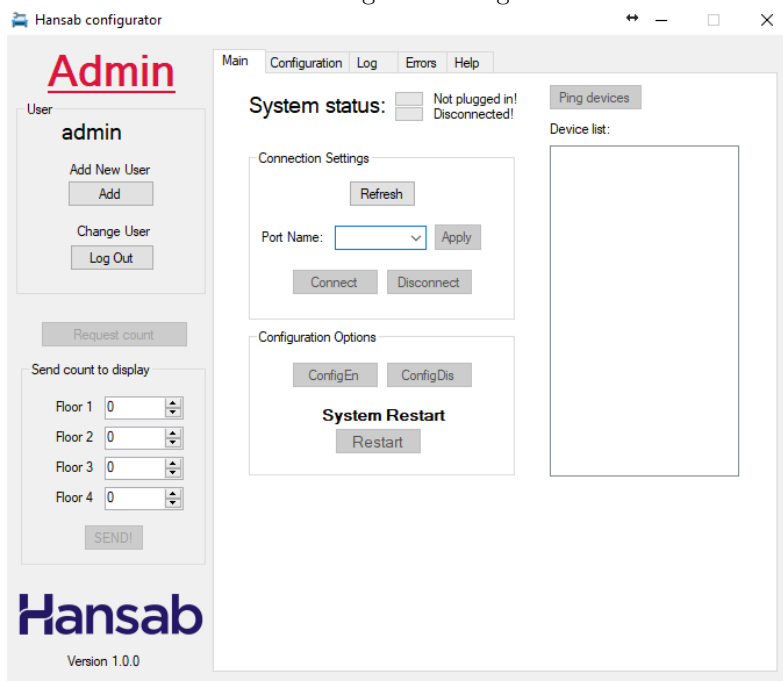 Hansab configurator
Admin
User
admin
Add New User
Add
Change User
Log Out
Request count
Send count to display
Floor 1 0
Floor 2 0
Floor 3 0
Floor 4 0
SEND!
Hansab
Version 1.0.0
Main Configuration Log Errors Help
System status: Not plugged in!
Disconnected!
Connection Settings
Refresh
Port Name: Apply
Connect Disconnect
Configuration Options
ConfigEn ConfigDis
System Restart
Restart
Ping devices
Device list: